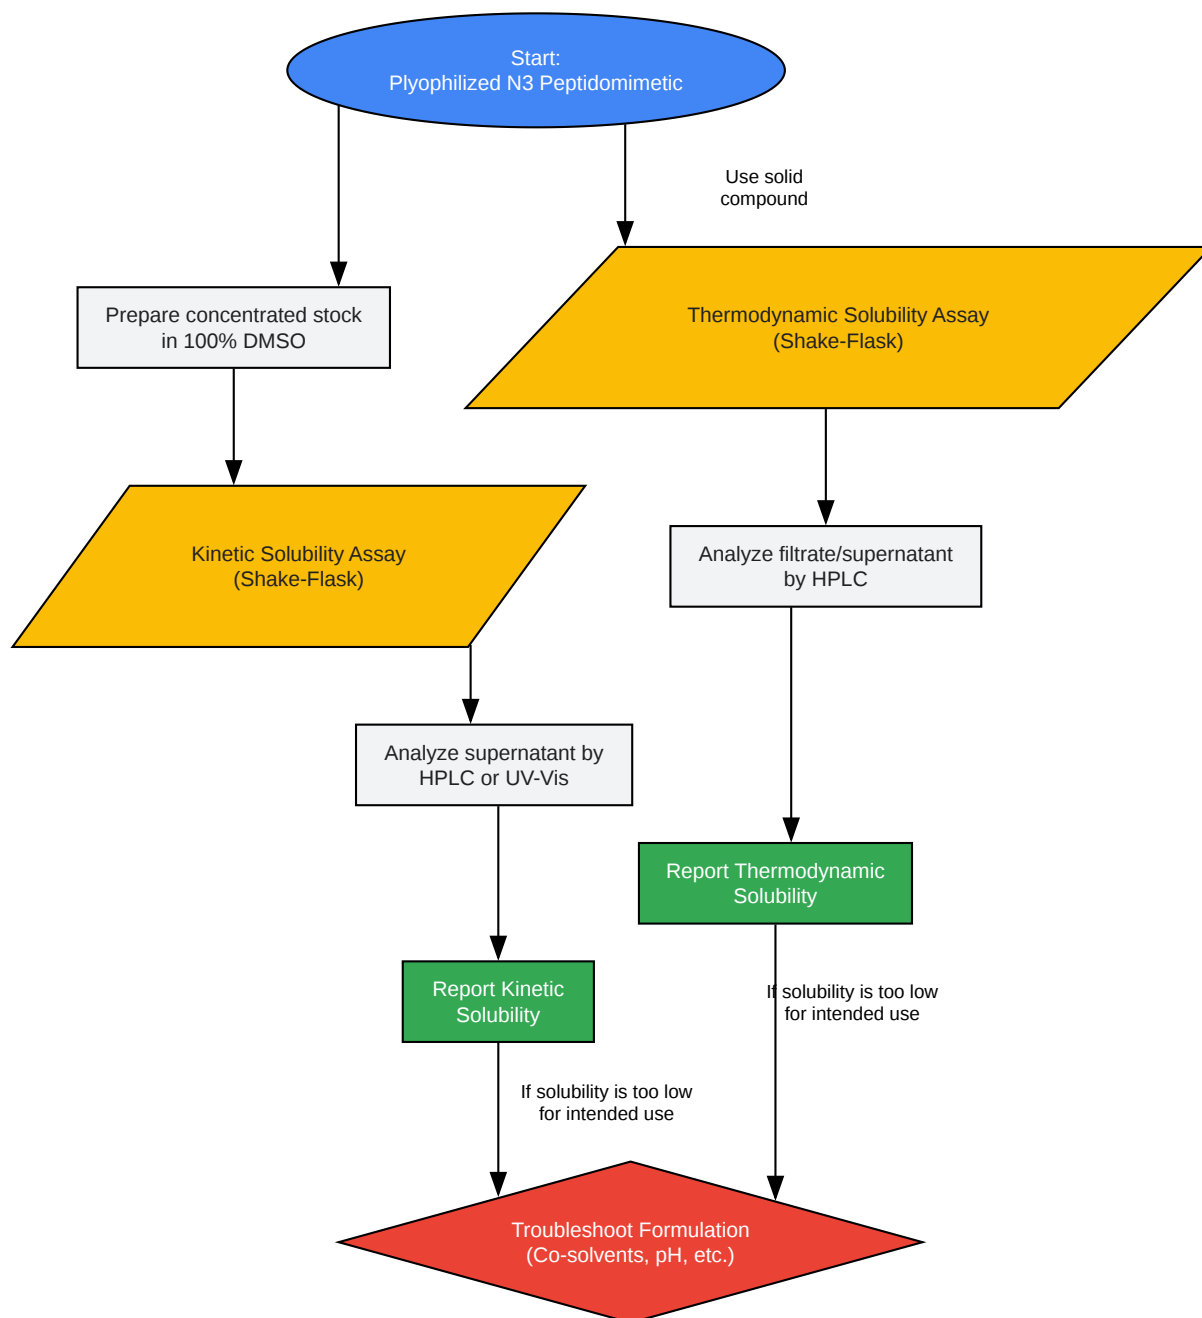 Start:
Plyophilized N3 Peptidomimetic
Use solid
compound
Prepare concentrated stock
in 100% DMSO
Thermodynamic Solubility Assay
(Shake-Flask)
Kinetic Solubility Assay
(Shake-Flask)
Analyze filtrate/supernatant
by HPLC
Analyze supernatant by
HPLC or UV-Vis
Report Thermodynamic
Solubility
Report Kinetic
Solubility
If solubility is too low
for intended use
If solubility is too low
for intended use
Troubleshoot Formulation
(Co-solvents, pH, etc.)